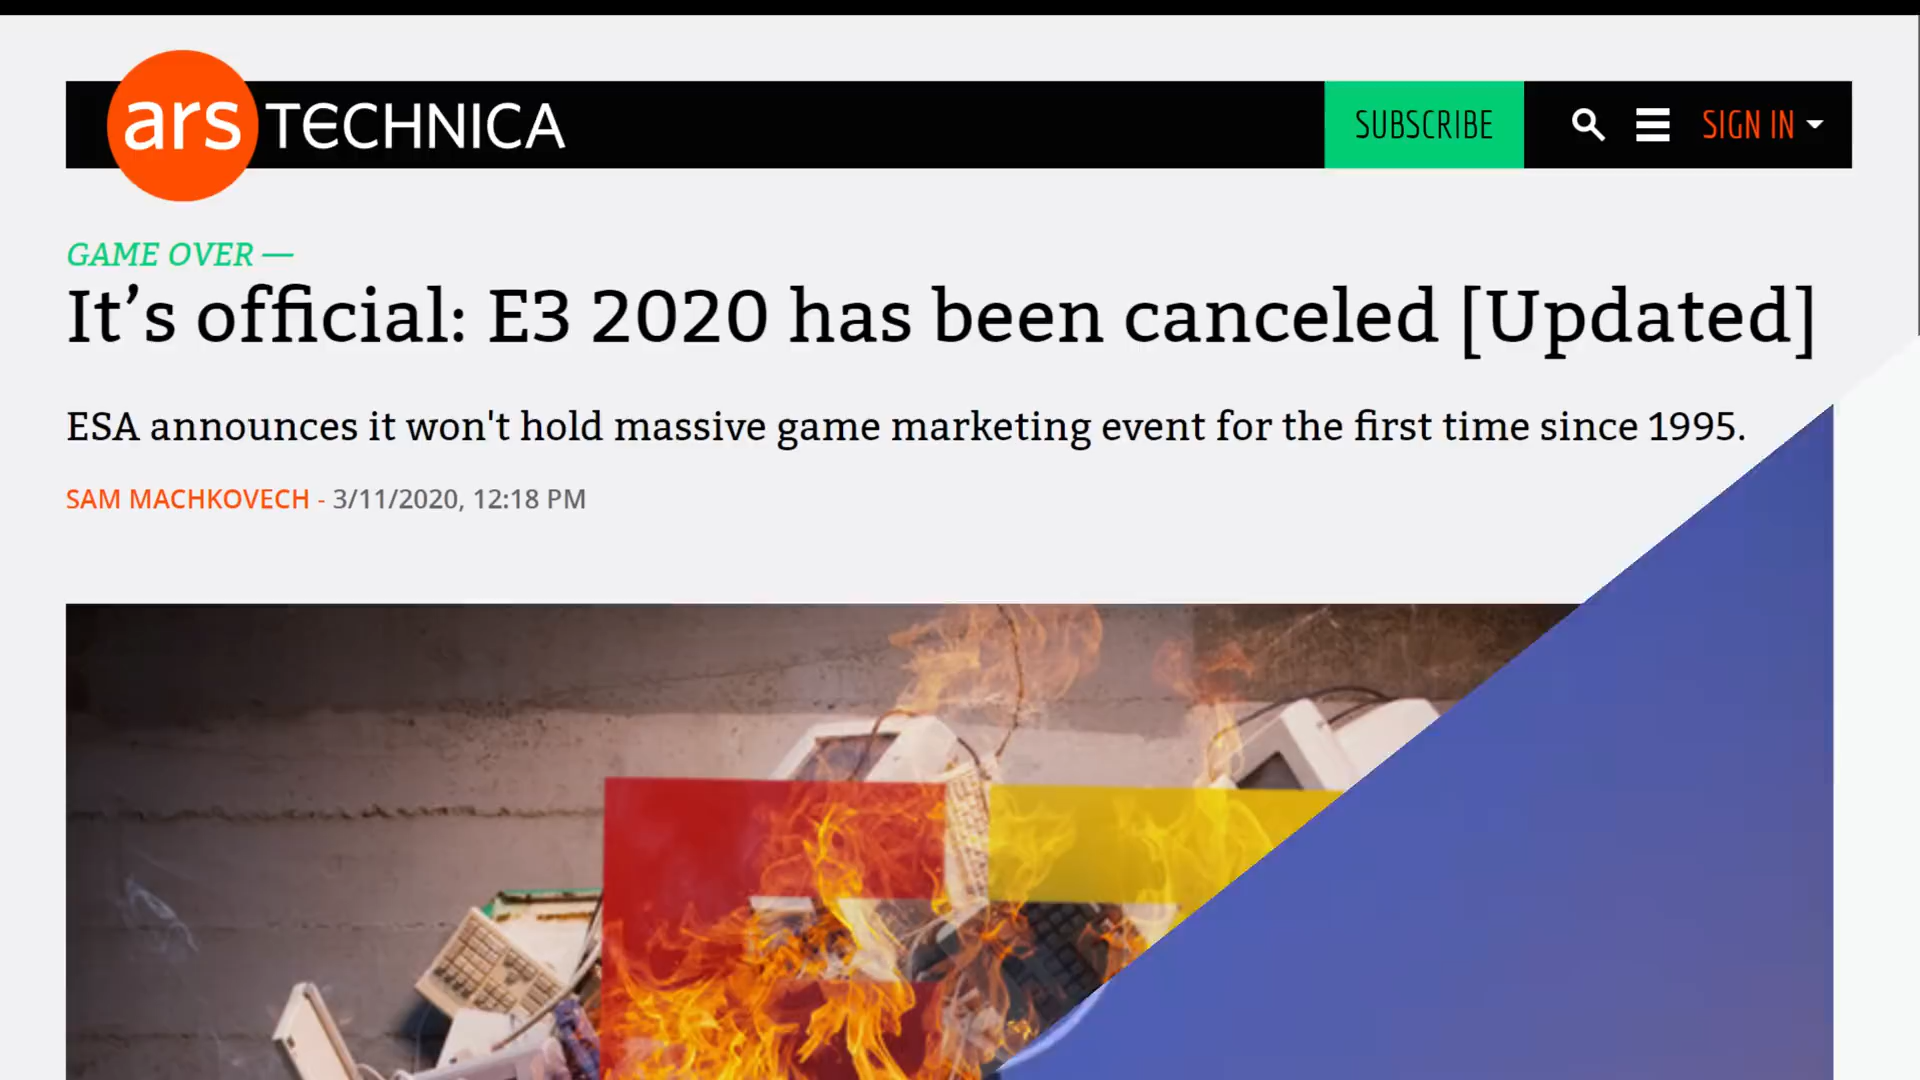 ars TECHNICA
SUBSCRIBE
SIGN IN
GAME OVER —
It’s official: E3 2020 has been canceled [Updated]
ESA announces it won't hold massive game marketing event for the first time since 1995.
SAM MACHKOVECH - 3/11/2020, 12:18 PM